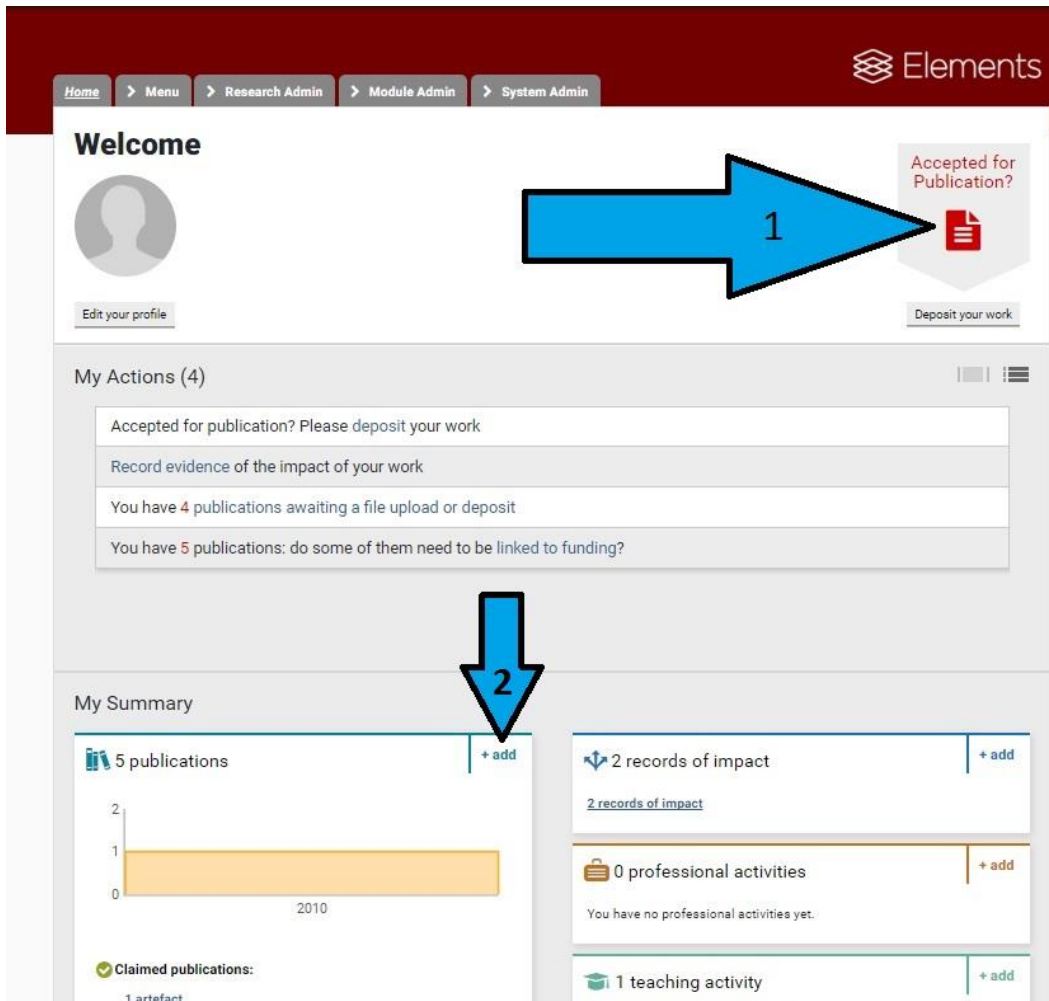 Elements
Home > Menu > Research Admin > Module Admin > System Admin
Welcome
Accepted for
Publication?
1
Edit your profile
Deposit your work
My Actions (4)
Accepted for publication? Please deposit your work
Record evidence of the impact of your work
You have 4 publications awaiting a file upload or deposit
You have 5 publications: do some of them need to be linked to funding?
2
My Summary
5 publications + add
2
1
0
2010
Claimed publications:
1 artefact
2 records of impact + add
2 records of impact
0 professional activities + add
You have no professional activities yet.
1 teaching activity + add